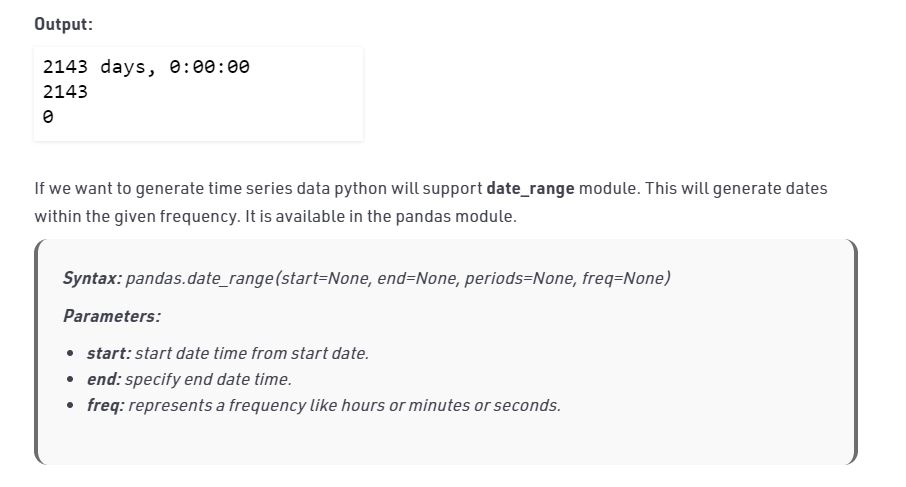 Output:
2143 days, 0:00:00
2143
0
If we want to generate time series data python will support date_range module. This will generate dates
within the given frequency. It is available in the pandas module.
Syntax: pandas.date_range(start=None, end=None, periods=None, freq=None)
Parameters:
• start: start date time from start date.
• end: specify end date time.
• freq: represents a frequency like hours or minutes or seconds.